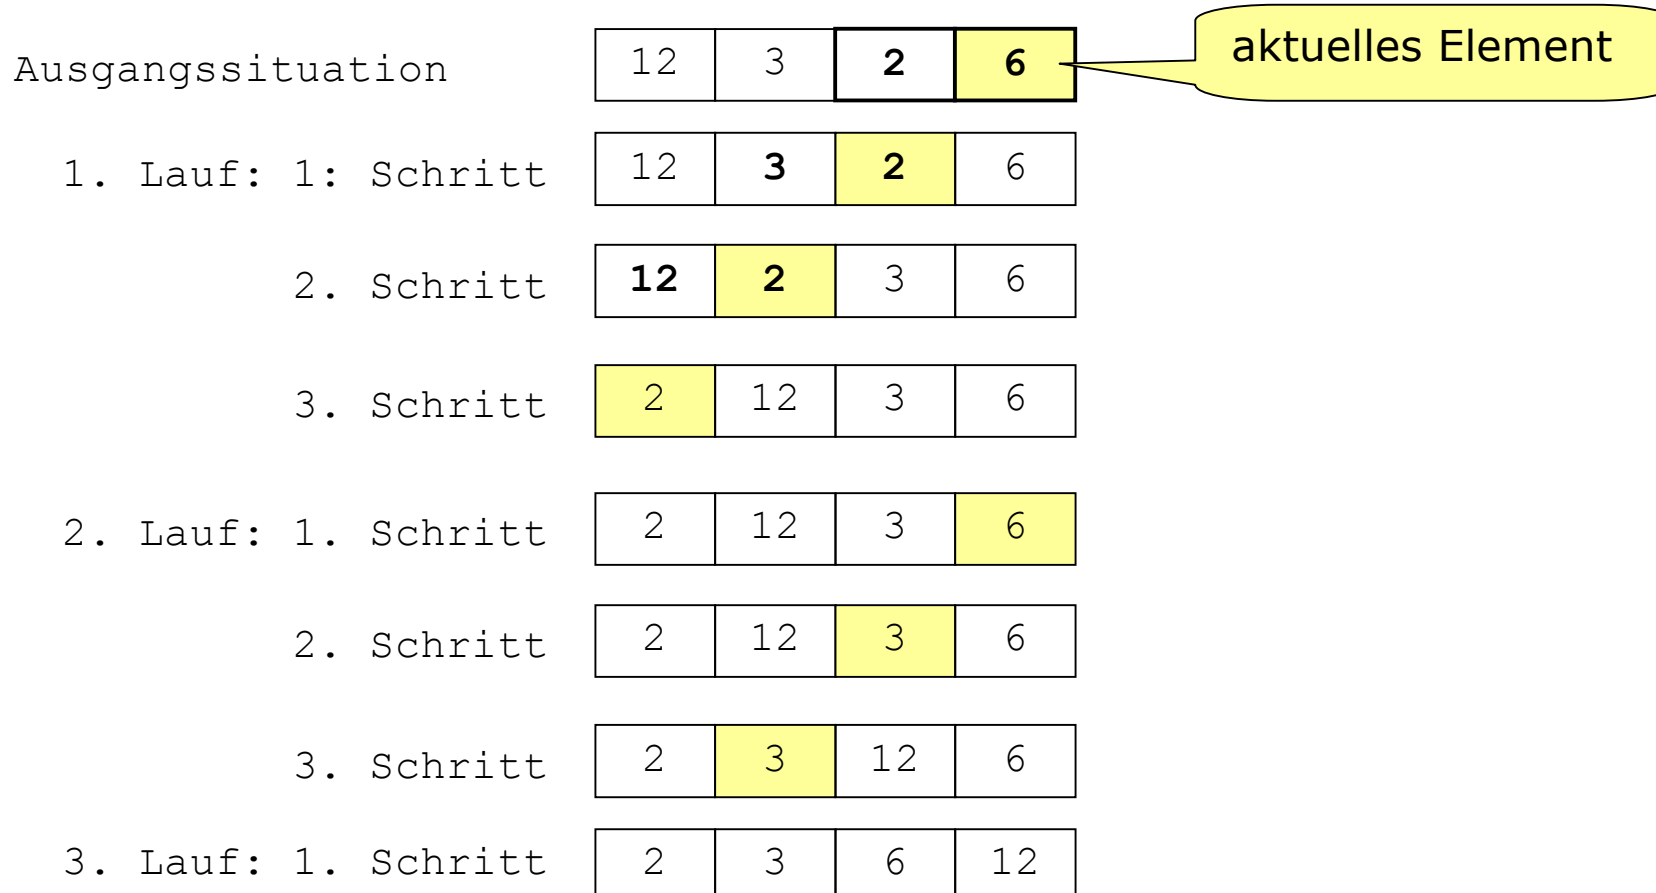 Ausgangssituation 12 3 2 6 aktuelles Element
1. Lauf: 1: Schritt 12 3 2 6
2. Schritt 12 2 3 6
3. Schritt 2 12 3 6
2. Lauf: 1. Schritt 2 12 3 6
2. Schritt 2 12 3 6
3. Schritt 2 3 12 6
3. Lauf: 1. Schritt 2 3 6 12